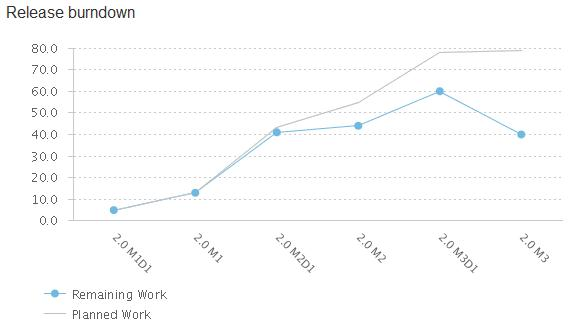 Release burndown
80.0
70.0
60.0
50.0
40.0
30.0
20.0
10.0
0.0
2.0 M1D1
2.0 M1
2.0 M2D1
2.0 M2
2.0 M3D1
2.0 M3
Remaining Work
Planned Work